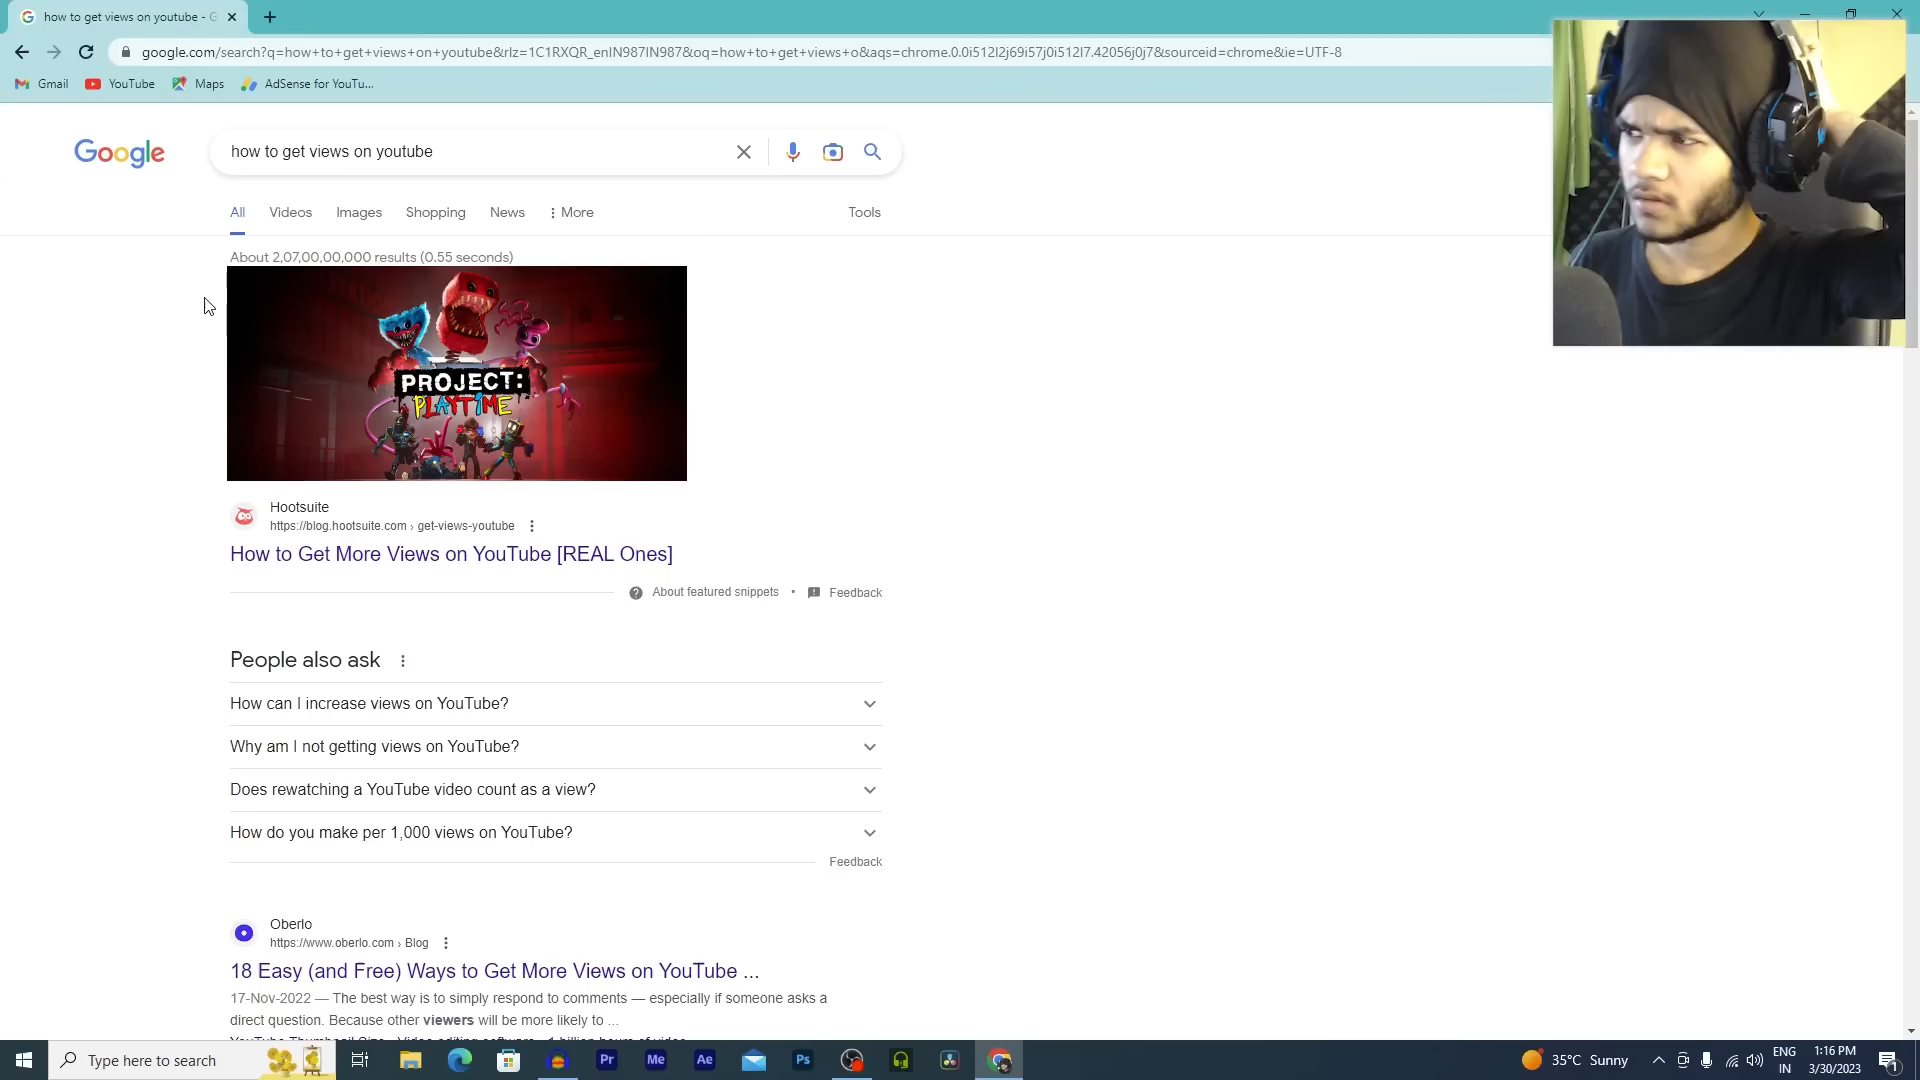 how to get views on youtube - G
google.com/search?q=how+to+get+views+on+youtube&rlz=1C1RXQR_enIN987IN987&oq=how+to+get+views+o&aqs=chrome.0.0i512l2j69i57j0i512l7.42056j0j7&sourceid=chrome&ie=UTF-8
Gmail YouTube Maps AdSense for YouTu...
Google
how to get views on youtube
All Videos Images Shopping News More Tools
About 2,07,00,00,000 results (0.55 seconds)
PROJECT:
PLAYTIME
Hootsuite
https://blog.hootsuite.com › get-views-youtube
How to Get More Views on YouTube [REAL Ones]
About featured snippets • Feedback
People also ask
How can I increase views on YouTube?
Why am I not getting views on YouTube?
Does rewatching a YouTube video count as a view?
How do you make per 1,000 views on YouTube?
Feedback
Oberlo
https://www.oberlo.com › Blog
18 Easy (and Free) Ways to Get More Views on YouTube ...
17-Nov-2022 — The best way is to simply respond to comments — especially if someone asks a
direct question. Because other viewers will be more likely to ...
Type here to search
Pr Me Ae Ps
35°C Sunny
ENG
IN
1:16 PM
3/30/2023
1